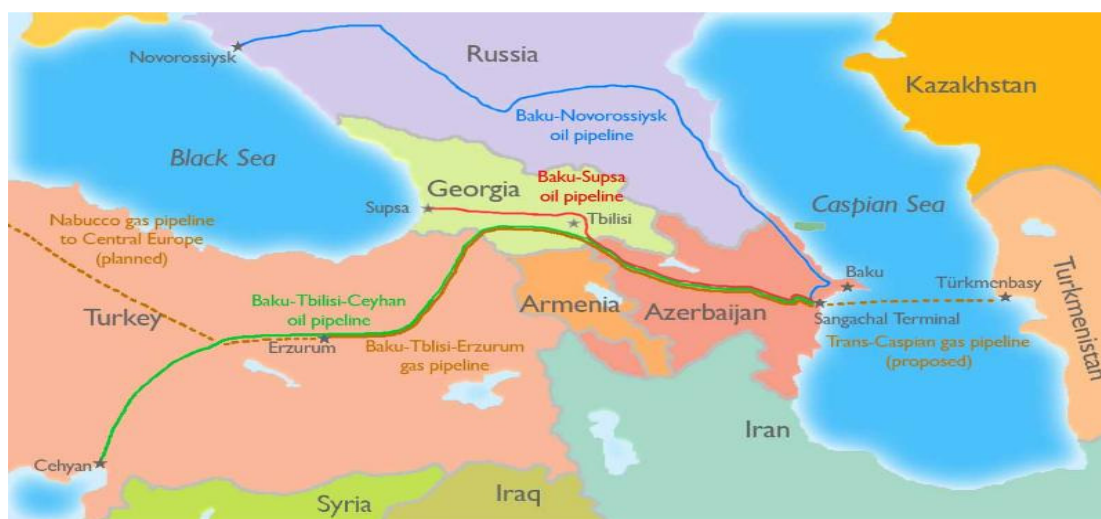 Novorossiysk
Russia
Kazakhstan
Baku-Novorossiysk
oil pipeline
Black Sea
Georgia
Baku-Supsa
oil pipeline
Supsa
Tbilisi
Caspian Sea
Nabucco gas pipeline
to Central Europe
(planned)
Baku
Türkmenbasy
Turkmenistan
Baku-Tbilisi-Ceyhan
oil pipeline
Armenia
Azerbaijan
Sangachal Terminal
Turkey
Erzurum
Baku-Tblisi-Erzurum
gas pipeline
Trans-Caspian gas pipeline
(proposed)
Iran
Cehyan
Syria
Iraq